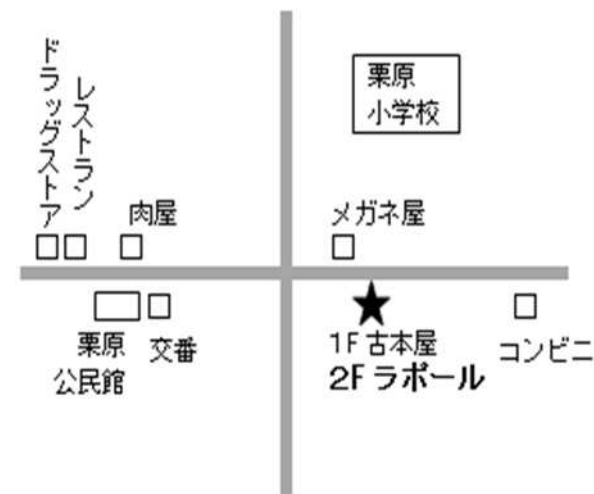 ドラッグストア
レストラン
肉屋
栗原
小学校
メガネ屋
栗原
公民館
交番
1F 古本屋
2F ラポール
コンビニ